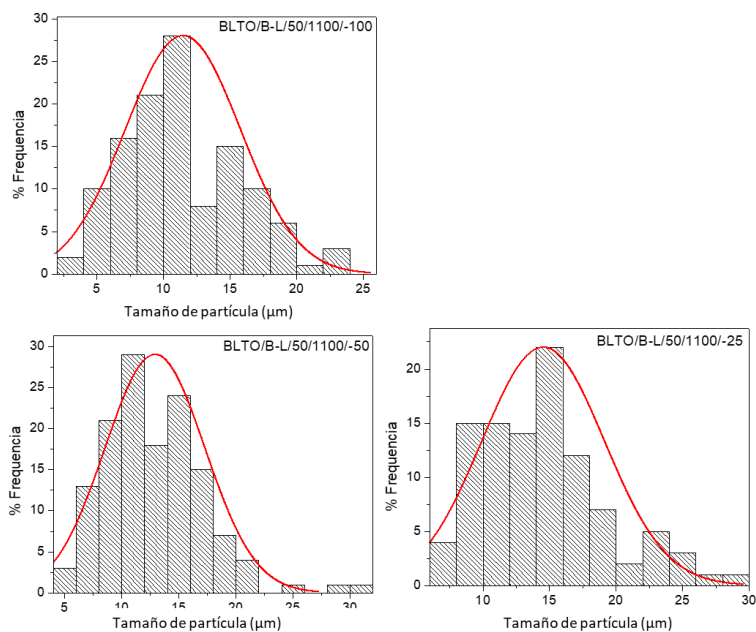 BLTO/B-L/50/1100/-100
% Frequencia
30
25
20
15
10
5
0
5 10 15 20 25
Tamaño de partícula (µm)
BLTO/B-L/50/1100/-50
% Frequencia
30
25
20
15
10
5
0
5 10 15 20 25 30
Tamaño de partícula (µm)
BLTO/B-L/50/1100/-25
% Frequencia
20
15
10
5
0
10 15 20 25 30
Tamaño de partícula (µm)